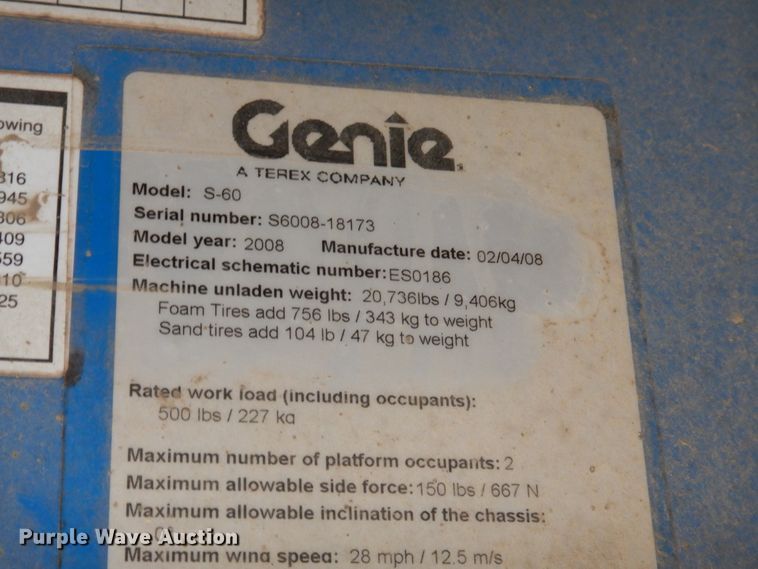 Genie
A TEREX COMPANY
Model: S-60
Serial number: S6008-18173
Model year: 2008 Manufacture date: 02/04/08
Electrical schematic number: ES0186
Machine unladen weight: 20,736lbs / 9,406kg
Foam Tires add 756 lbs / 343 kg to weight
Sand tires add 104 lb / 47 kg to weight
Rated work load (including occupants):
500 lbs / 227 kg
Maximum number of platform occupants: 2
Maximum allowable side force: 150 lbs / 667 N
Maximum allowable inclination of the chassis:
Maximum wind speed: 28 mph / 12.5 m/s
owing
316
945
306
409
559
10
25
Purple Wave Auction